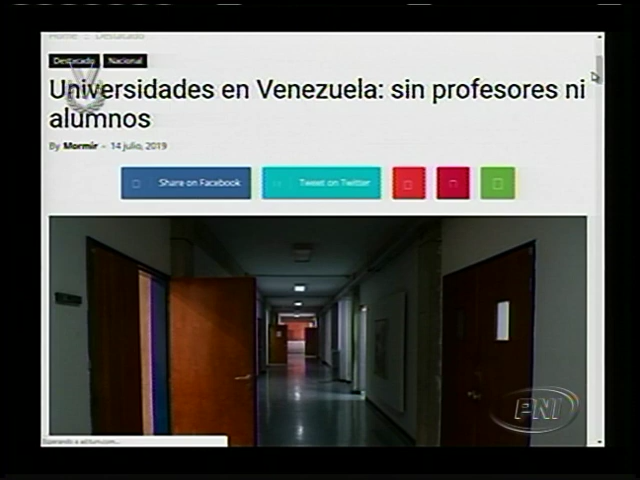 Home :: Destacado
Destacado Nacional
Universidades en Venezuela: sin profesores ni
alumnos
By Mormir - 14 julio, 2019
Share on Facebook Tweet on Twitter
PNI
Esperando a